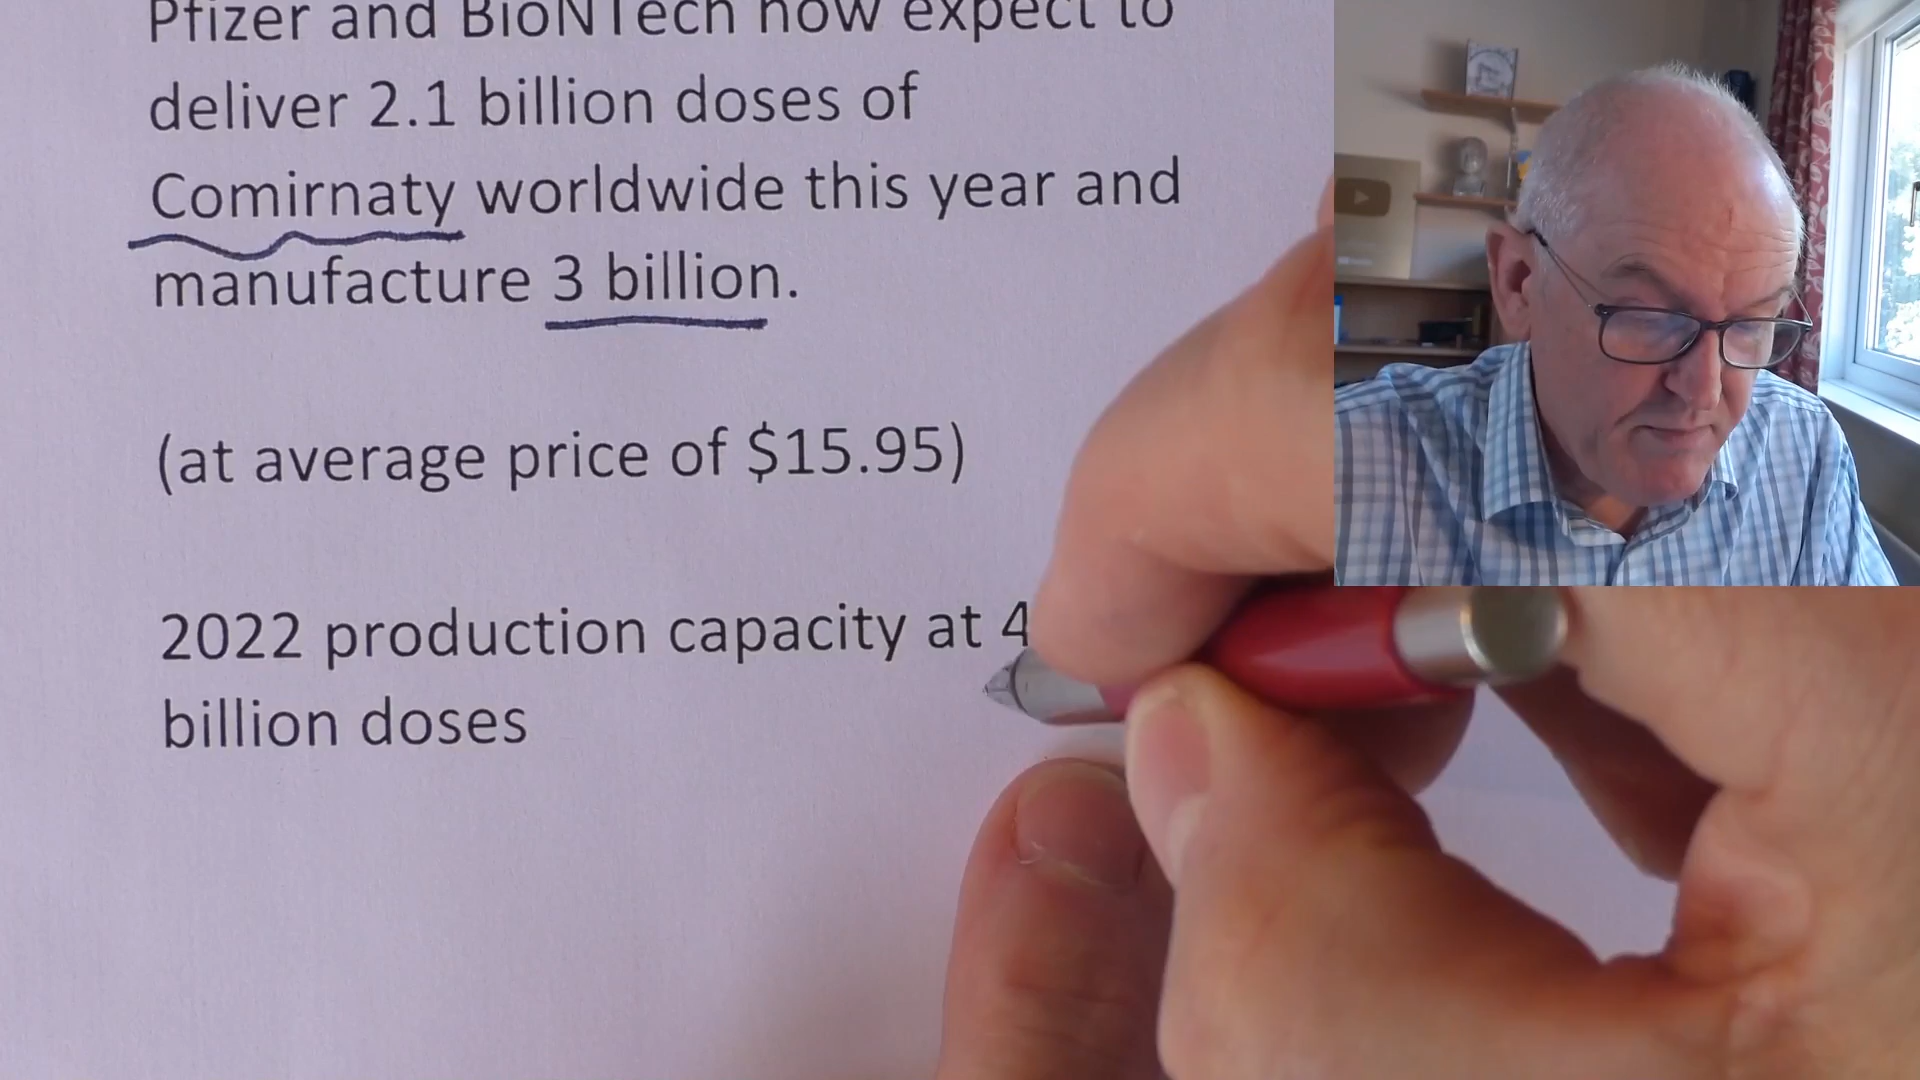 Pfizer and BioNTech now expect to
deliver 2.1 billion doses of
Comirnaty worldwide this year and
manufacture 3 billion.
(at average price of $15.95)
2022 production capacity at 4
billion doses